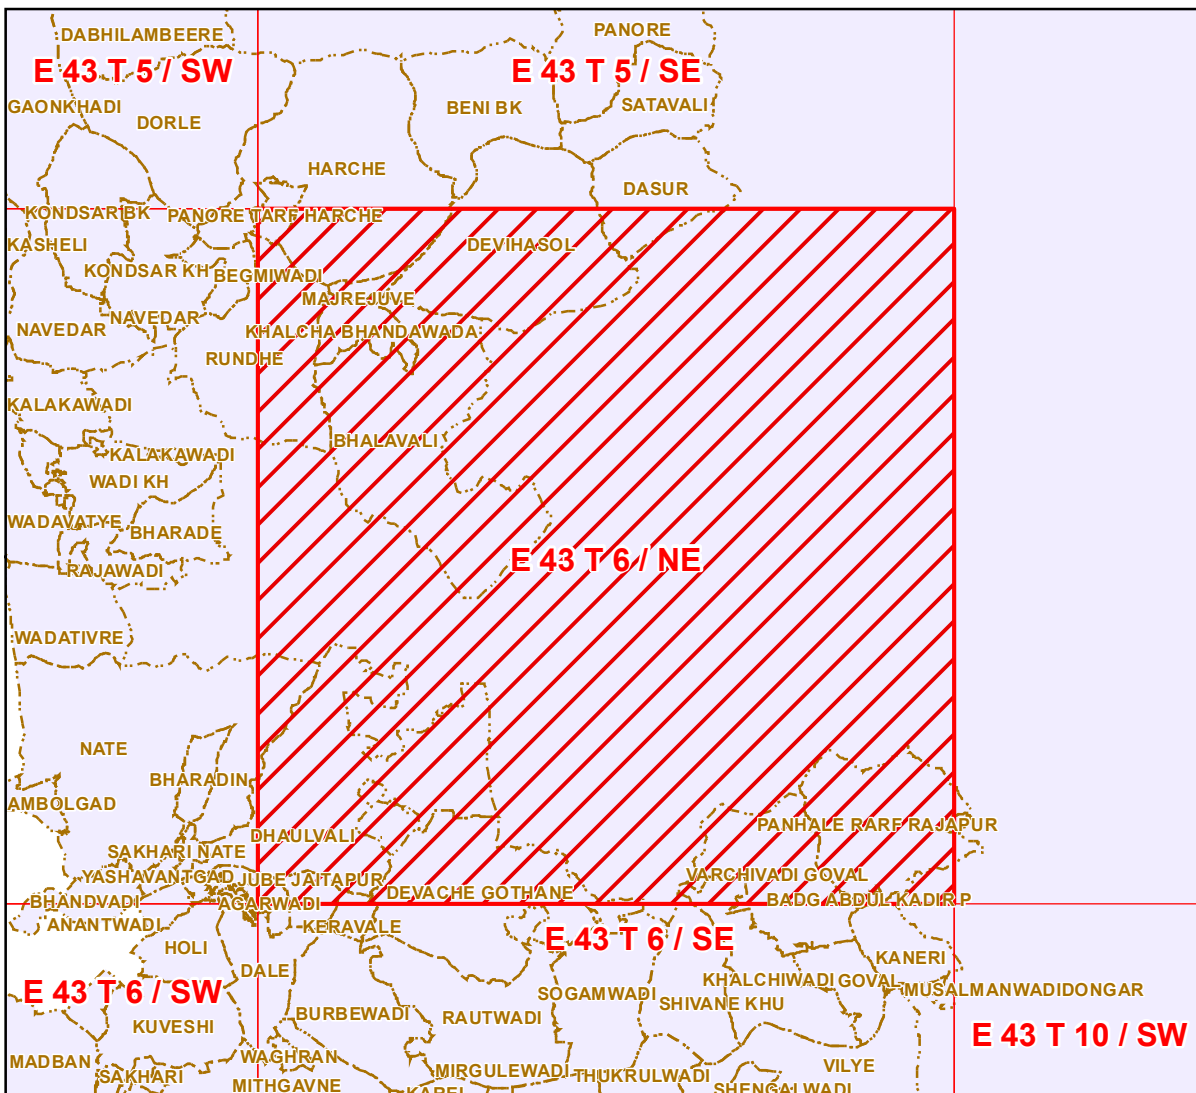 DABHILAMBEERE
PANORE
E 43 T 5 / SW
E 43 T 5 / SE
GAONKHADI
DORLE
BENI BK
SATAVALI
HARCHE
DASUR
KONDSAR BK
PANORE TARF HARCHE
KASHELI
DEVIHASOL
KONDSAR KH
BEGMIWADI
MAJREJUVE
NAVEDAR
NAVEDAR
KHALCHA BHANDAWADA
RUNDHE
KALAKAWADI
BHALAVALI
KALAKAWADI
WADI KH
WADAVATYE
BHARADE
E 43 T 6 / NE
RAJAWADI
WADATIVRE
NATE
BHARADIN
AMBOLGAD
PANHALE RARF RAJAPUR
DHAULVALI
SAKHARI NATE
YASHAVANTGAD
JUBE JAITAPUR
VARCHIVADI GOVAL
DEVACHE GOTHANE
BHANDVADI
AGARWADI
BADG ABDUL KADIR P
ANANTWADI
KERAVALE
E 43 T 6 / SE
HOLI
KANERI
DALE
KHALCHIWADI GOVAL
E 43 T 6 / SW
SOGAMWADI
MUSALMANWADIDONGAR
SHIVANE KHU
BURBEWADI
RAUTWADI
KUVESHI
E 43 T 10 / SW
WAGHRAN
MADBAN
VILYE
SAKHARI
MIRGULEWADI
THUKRULWADI
MITHGAVNE
KAREL
SHENGALWADI